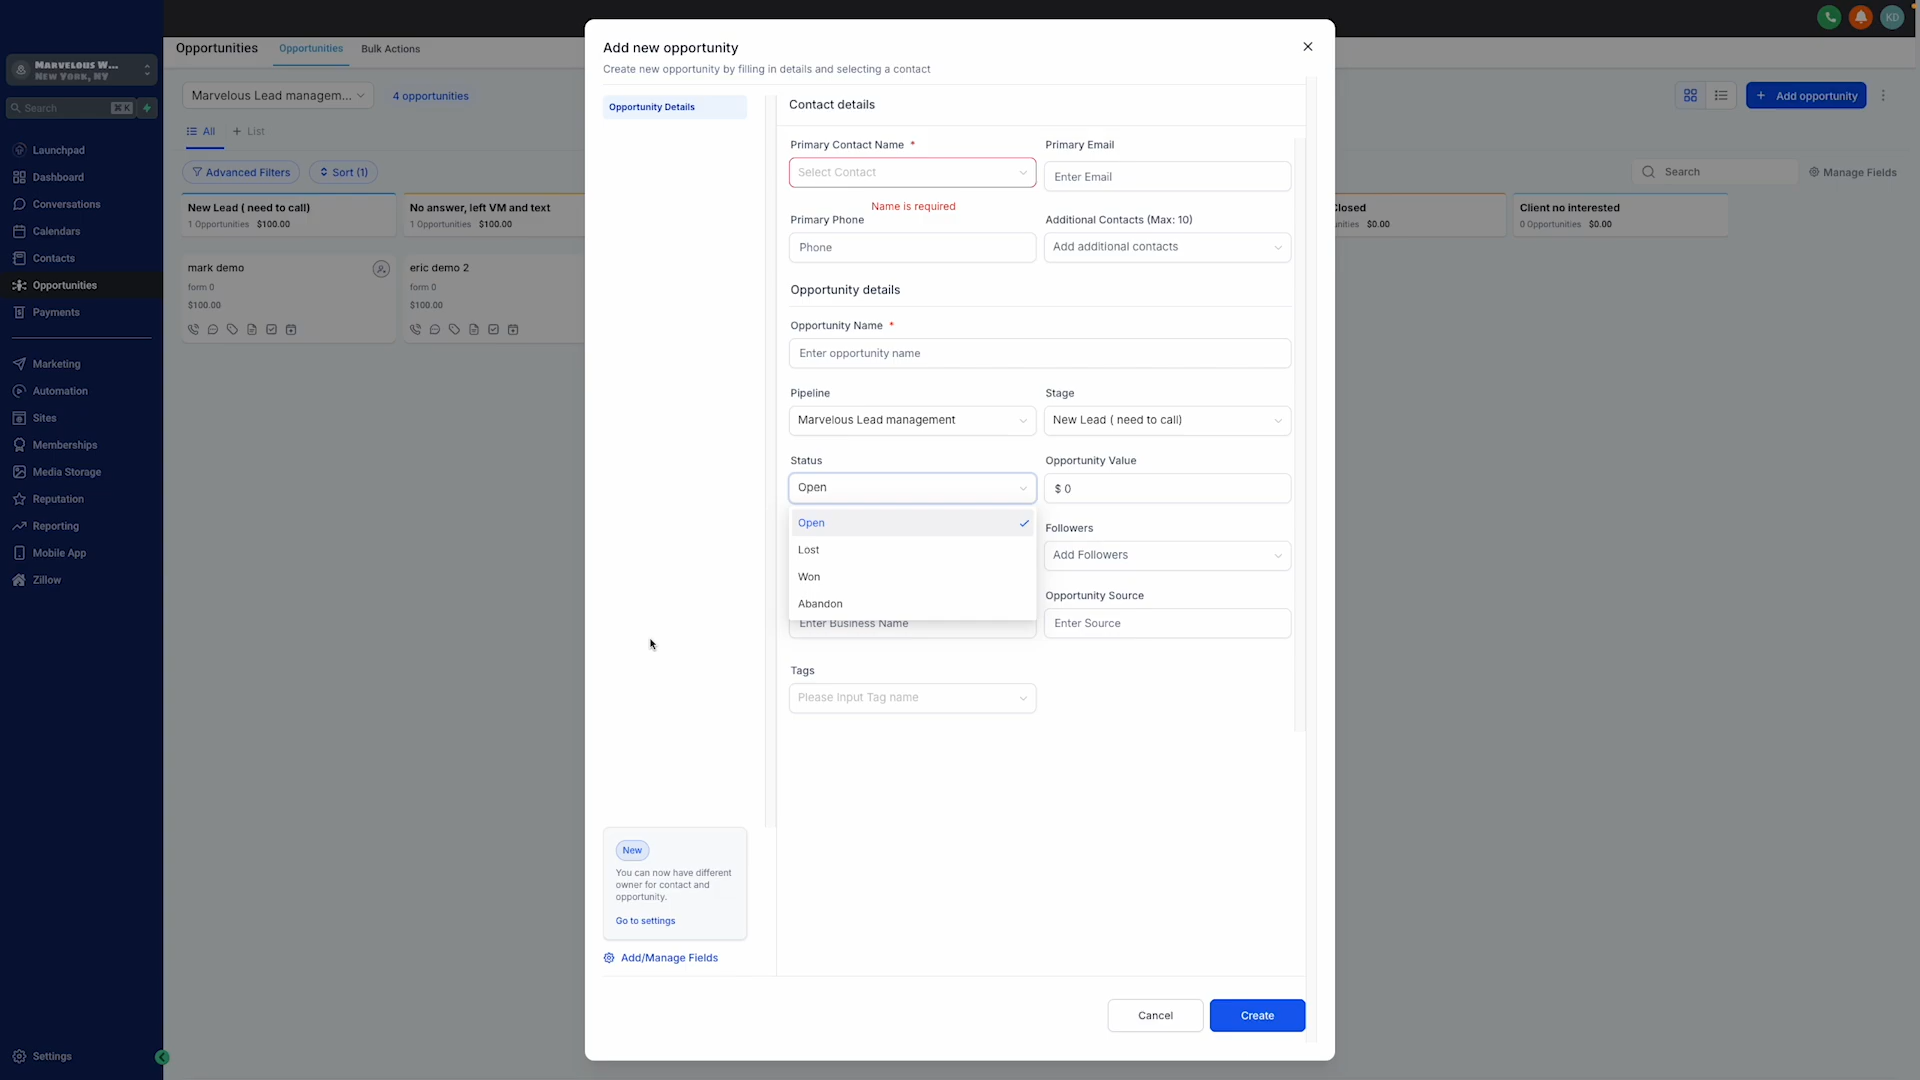 MARVELOUS W...
NEW YORK, NY
Search
⌘ K
Launchpad
Dashboard
Conversations
Calendars
Contacts
Opportunities
Payments
Marketing
Automation
Sites
Memberships
Media Storage
Reputation
Reporting
Mobile App
Zillow
Settings
Opportunities
Opportunities
Bulk Actions
KD
Marvelous Lead managem...
4 opportunities
Add opportunity
All
+ List
Advanced Filters
Sort (1)
Search
Manage Fields
New Lead ( need to call)
1 Opportunities $100.00
No answer, left VM and text
1 Opportunities $100.00
Closed
$0.00
Client no interested
0 Opportunities $0.00
mark demo
form 0
$100.00
eric demo 2
form 0
$100.00
Add new opportunity
Create new opportunity by filling in details and selecting a contact
Opportunity Details
Contact details
Primary Contact Name *
Primary Email
Select Contact
Enter Email
Name is required
Primary Phone
Additional Contacts (Max: 10)
Phone
Add additional contacts
Opportunity details
Opportunity Name *
Enter opportunity name
Pipeline
Stage
Marvelous Lead management
New Lead ( need to call)
Status
Opportunity Value
Open
$ 0
Open
Lost
Won
Abandon
Followers
Add Followers
Opportunity Source
Enter Business Name
Enter Source
Tags
Please Input Tag name
New
You can now have different
owner for contact and
opportunity.
Go to settings
Add/Manage Fields
Cancel
Create